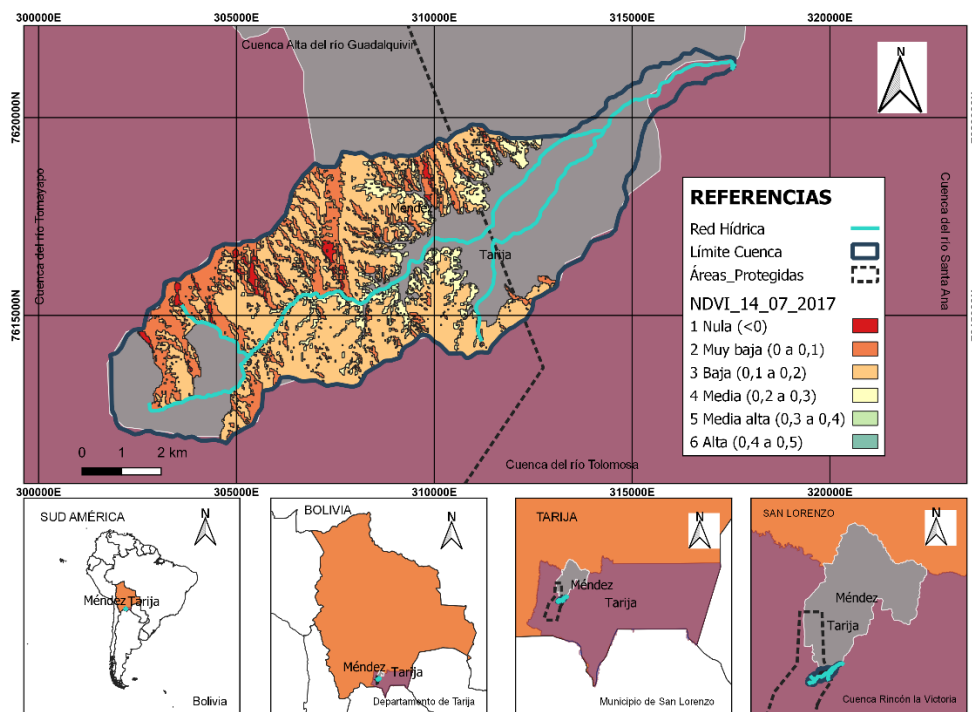 300000E 305000E 310000E 315000E 320000E
Cuenca Alta del río Guadalquivir
N
7620000N
Cuenca del río Tomayapo
Méndez
Tarija
7615000N
Cuenca del río Santa Ana
REFERENCIAS
Red Hídrica
Límite Cuenca
Áreas_Protegidas
NDVI_14_07_2017
1 Nula (<0)
2 Muy baja (0 a 0,1)
3 Baja (0,1 a 0,2)
4 Media (0,2 a 0,3)
5 Media alta (0,3 a 0,4)
6 Alta (0,4 a 0,5)
0 1 2 km
Cuenca del río Tolomosa
300000E 305000E 310000E 315000E 320000E
SUD AMÉRICA
N
Méndez Tarija
Bolivia
BOLIVIA
N
Méndez Tarija
Departamento de Tarija
TARIJA
N
Méndez
Tarija
Municipio de San Lorenzo
SAN LORENZO
N
Méndez
Tarija
Cuenca Rincón la Victoria